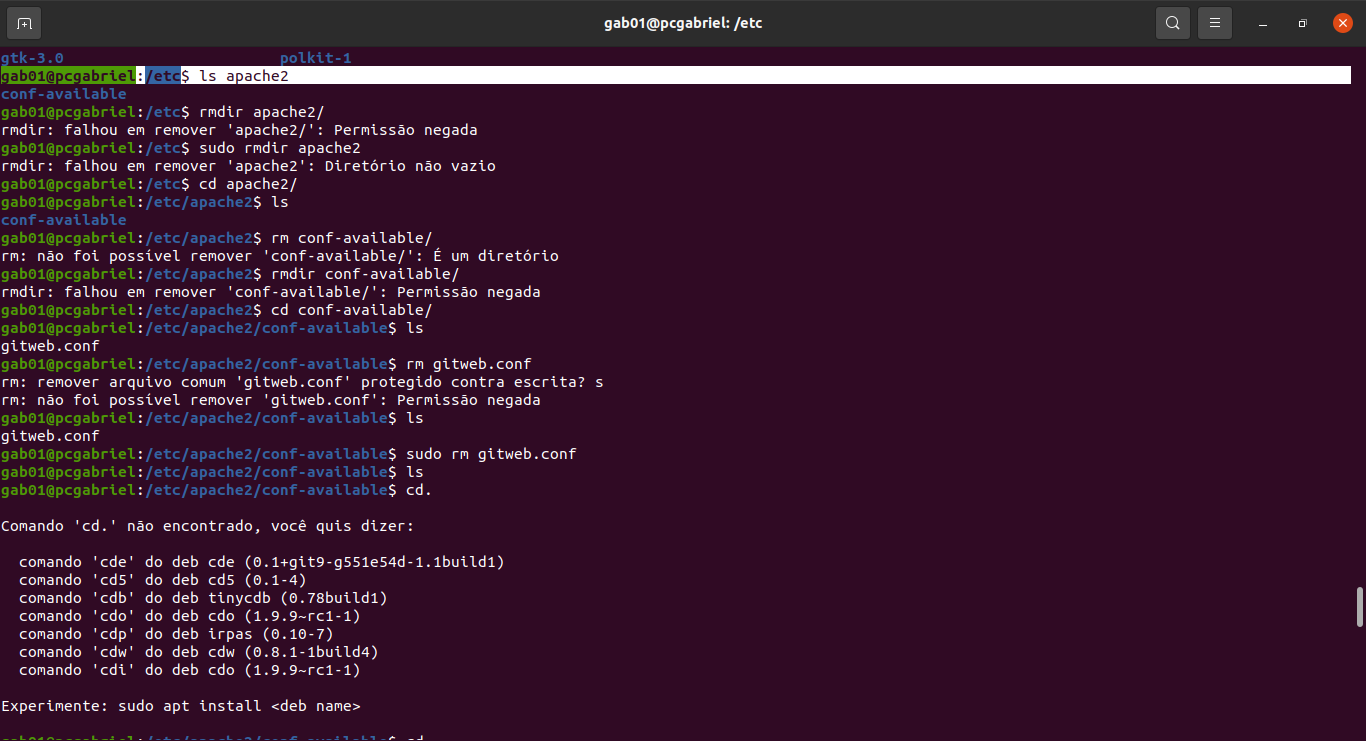 gab01@pcgabriel: /etc
gtk-3.0 polkit-1
gab01@pcgabriel:/etc$ ls apache2
conf-available
gab01@pcgabriel:/etc$ rmdir apache2/
rmdir: falhou em remover 'apache2/': Permissão negada
gab01@pcgabriel:/etc$ sudo rmdir apache2
rmdir: falhou em remover 'apache2': Diretório não vazio
gab01@pcgabriel:/etc$ cd apache2/
gab01@pcgabriel:/etc/apache2$ ls
conf-available
gab01@pcgabriel:/etc/apache2$ rm conf-available/
rm: não foi possível remover 'conf-available/': É um diretório
gab01@pcgabriel:/etc/apache2$ rmdir conf-available/
rmdir: falhou em remover 'conf-available/': Permissão negada
gab01@pcgabriel:/etc/apache2$ cd conf-available/
gab01@pcgabriel:/etc/apache2/conf-available$ ls
gitweb.conf
gab01@pcgabriel:/etc/apache2/conf-available$ rm gitweb.conf
rm: remover arquivo comum 'gitweb.conf' protegido contra escrita? s
rm: não foi possível remover 'gitweb.conf': Permissão negada
gab01@pcgabriel:/etc/apache2/conf-available$ ls
gitweb.conf
gab01@pcgabriel:/etc/apache2/conf-available$ sudo rm gitweb.conf
gab01@pcgabriel:/etc/apache2/conf-available$ ls
gab01@pcgabriel:/etc/apache2/conf-available$ cd.
Comando 'cd.' não encontrado, você quis dizer:
comando 'cde' do deb cde (0.1+git9-g551e54d-1.1build1)
comando 'cd5' do deb cd5 (0.1-4)
comando 'cdb' do deb tinycdb (0.78build1)
comando 'cdo' do deb cdo (1.9.9~rc1-1)
comando 'cdp' do deb irpas (0.10-7)
comando 'cdw' do deb cdw (0.8.1-1build4)
comando 'cdi' do deb cdo (1.9.9~rc1-1)
Experimente: sudo apt install <deb name>
gab01@pcgabriel:/etc/apache2/conf-available$ cd